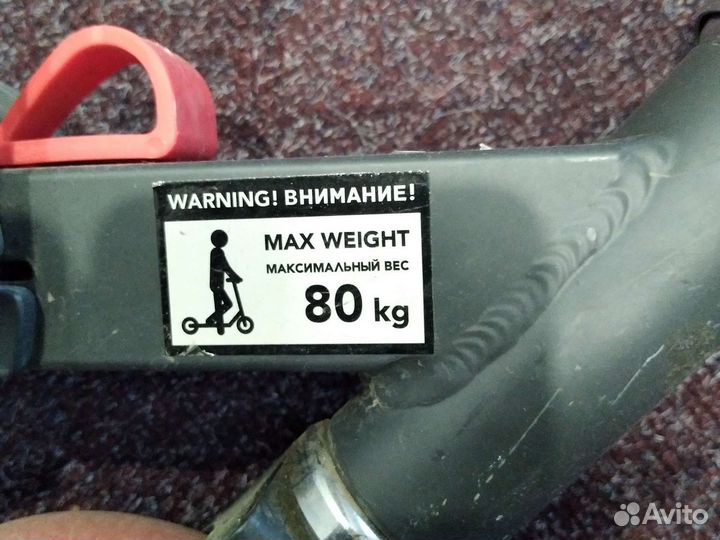 WARNING! ВНИМАНИЕ!
MAX WEIGHT
МАКСИМАЛЬНЫЙ ВЕС
80 kg
Avito